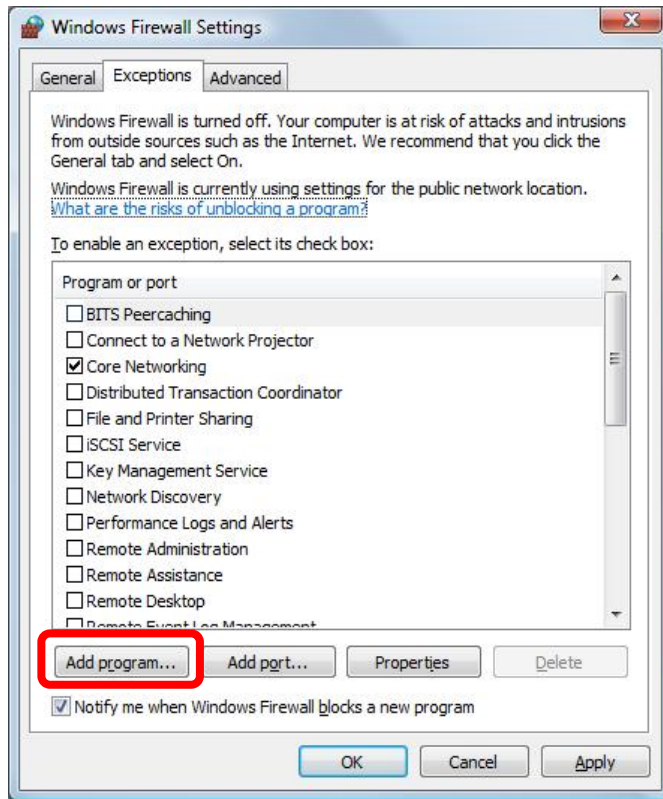 Windows Firewall Settings
General Exceptions Advanced
Windows Firewall is turned off. Your computer is at risk of attacks and intrusions
from outside sources such as the Internet. We recommend that you click the
General tab and select On.
Windows Firewall is currently using settings for the public network location.
What are the risks of unblocking a program?
To enable an exception, select its check box:
Program or port
BITS Peercaching
Connect to a Network Projector
Core Networking
Distributed Transaction Coordinator
File and Printer Sharing
iSCSI Service
Key Management Service
Network Discovery
Performance Logs and Alerts
Remote Administration
Remote Assistance
Remote Desktop
Remote Event Log Management
Add program... Add port... Properties Delete
Notify me when Windows Firewall blocks a new program
OK Cancel Apply